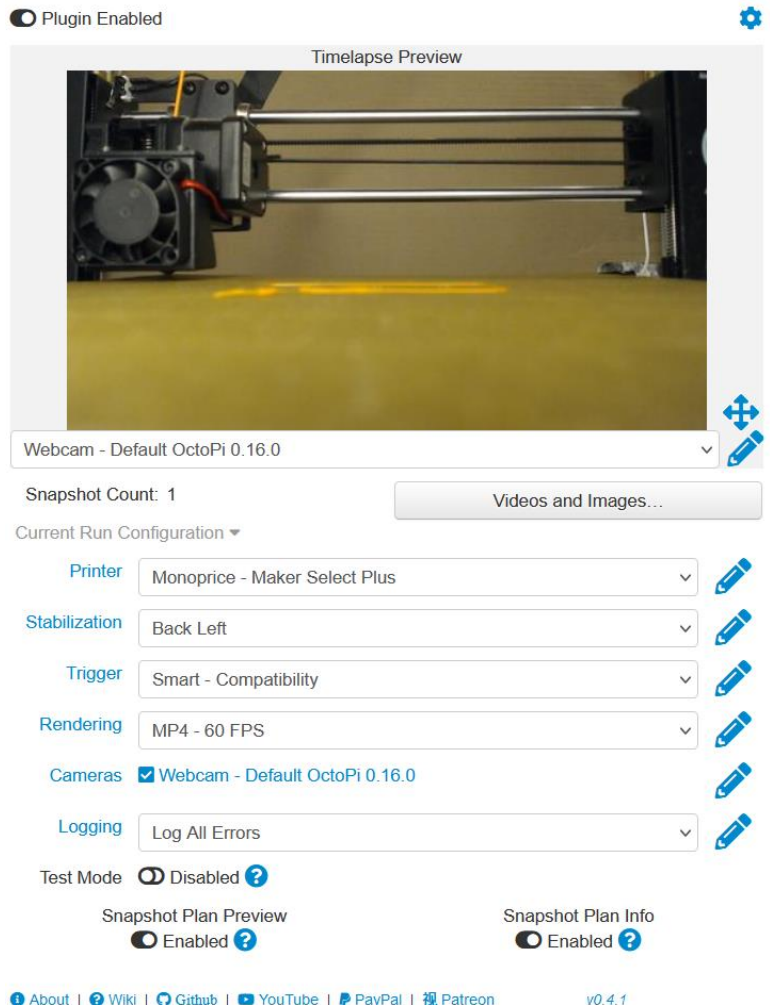 Plugin Enabled
Timelapse Preview
Webcam - Default OctoPi 0.16.0
Snapshot Count: 1
Videos and Images...
Current Run Configuration
Printer Monoprice - Maker Select Plus
Stabilization Back Left
Trigger Smart - Compatibility
Rendering MP4 - 60 FPS
Cameras Webcam - Default OctoPi 0.16.0
Logging Log All Errors
Test Mode Disabled
Snapshot Plan Preview Snapshot Plan Info
Enabled Enabled
About | Wiki | Github | YouTube | PayPal | 視 Patreon v0.4.1